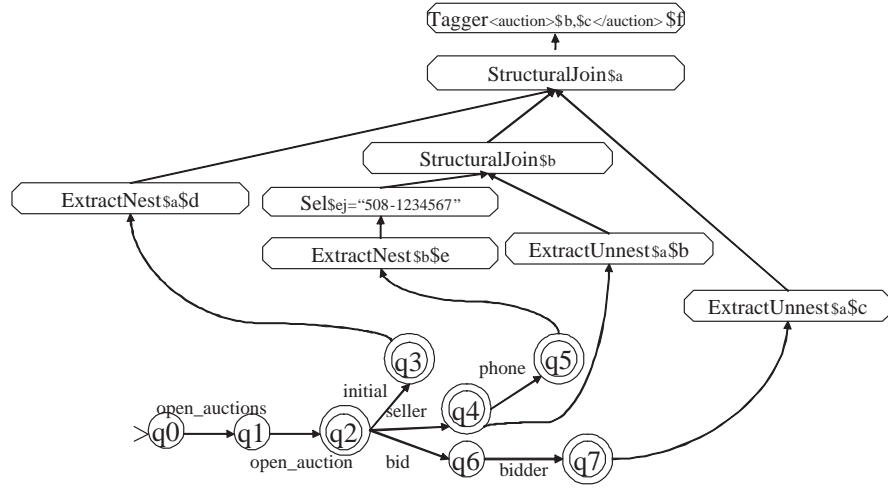 Tagger<auction>$b,$c</auction> $f
StructuralJoin$a
StructuralJoin$b
ExtractNest$a$d
Sel$ej=“508-1234567”
ExtractNest$b$e
ExtractUnnest$a$b
ExtractUnnest$a$c
q3
phone
q5
initial
open_auctions
seller
q4
q0
q1
q2
open_auction
bid
q6
bidder
q7